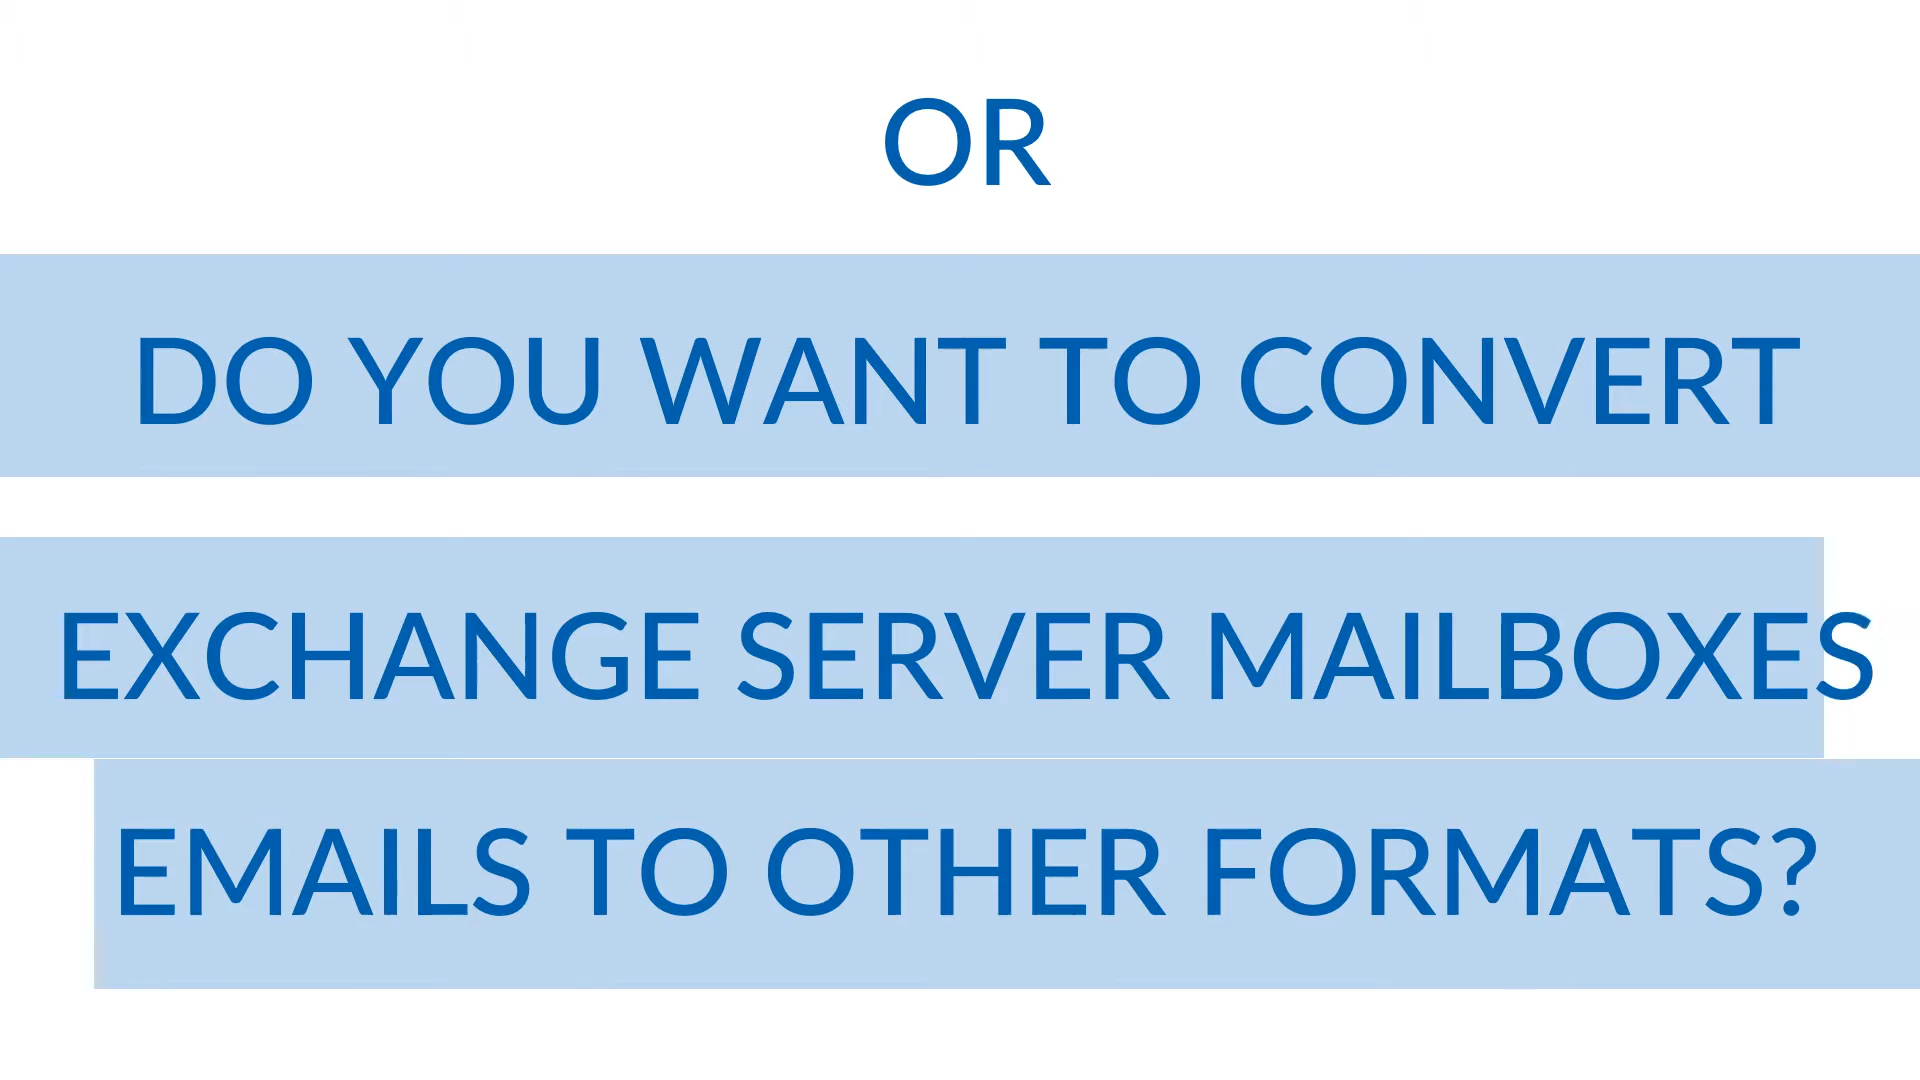 OR
DO YOU WANT TO CONVERT
EXCHANGE SERVER MAILBOXES
EMAILS TO OTHER FORMATS?